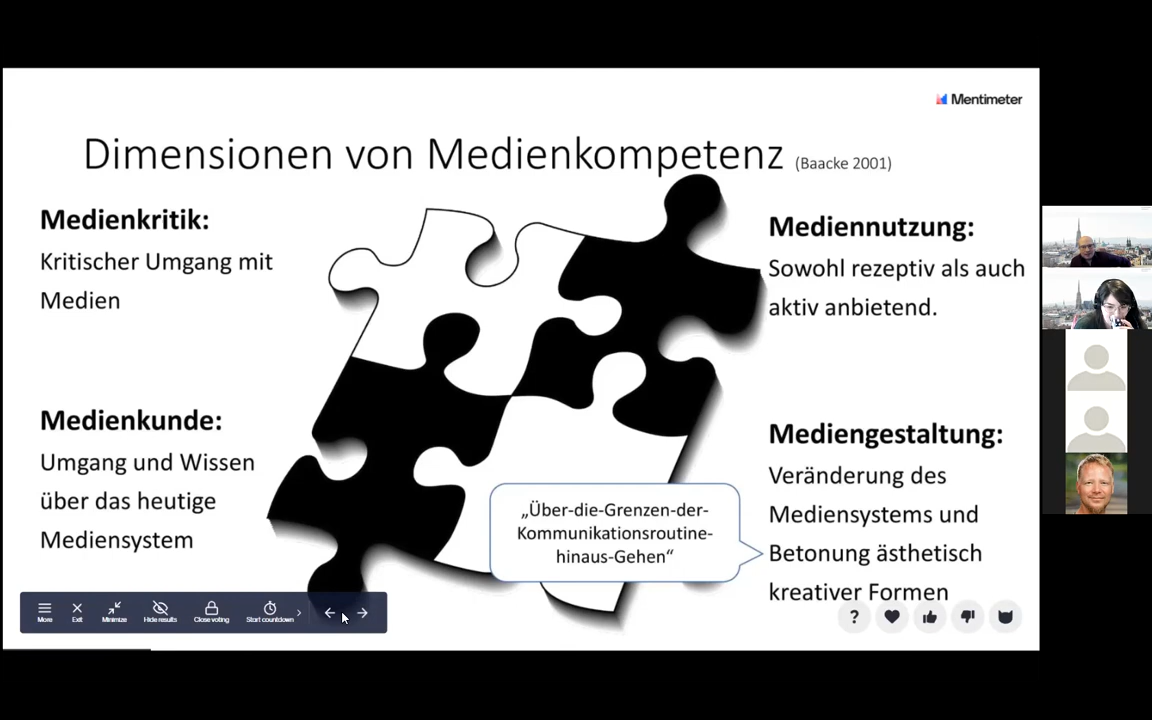 Mentimeter
Dimensionen von Medienkompetenz (Baacke 2001)
Medienkritik:
Kritischer Umgang mit
Medien
Mediennutzung:
Sowohl rezeptiv als auch
aktiv anbietend.
Medienkunde:
Umgang und Wissen
über das heutige
Mediensystem
Mediengestaltung:
Veränderung des
Mediensystems und
Betonung ästhetisch
kreativer Formen
„Über-die-Grenzen-der-
Kommunikationsroutine-
hinaus-Gehen“
More
Exit
Minimize
Hide results
Close voting
Start countdown
?